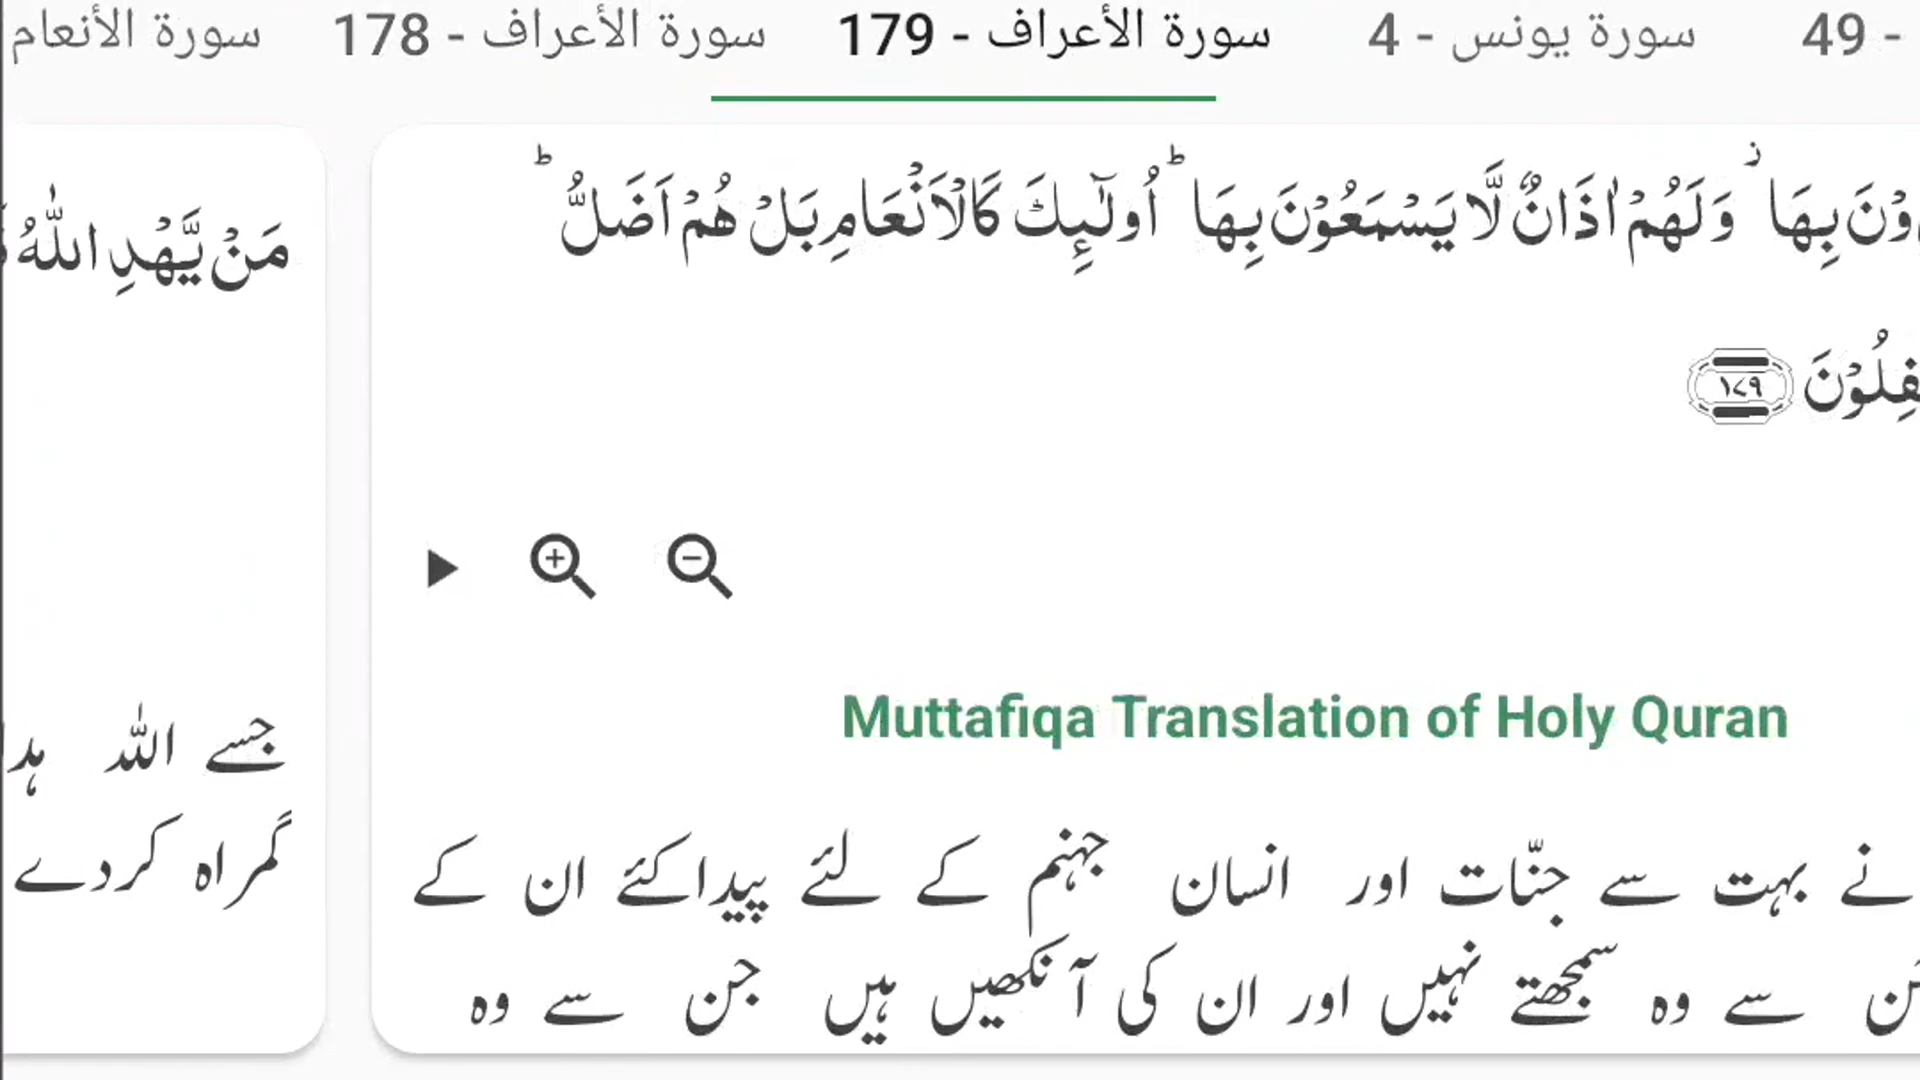 49 -
سورة يونس - 4
سورة الأعراف - 179
سورة الأعراف - 178
سورة الأنعام
بِهَا ۫ وَلَهُمْ اٰذَانٌ لَّا يَسْمَعُوْنَ بِهَا ؕ اُولٰٓئِكَ كَالْاَنْعَامِ بَلْ هُمْ اَضَلُّ ؕ
۱۷۹
Muttafiqa Translation of Holy Quran
نے بہت سے جنّات اور انسان جہنم کے لئے پیدا کئے ان کے
سے وہ سمجھتے نہیں اور ان کی آنکھیں ہیں جن سے وہ
مَنْ يَّهْدِ اللّٰهُ
جسے اللہ
گمراہ کردے